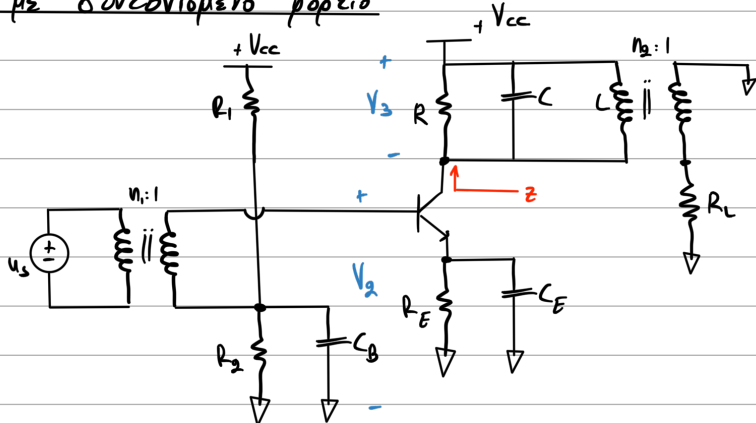 με συντονισμένο φορτίο
+ Vcc
+ Vcc
n2:1
R1
+
V3
-
R
C
L
n1:1
+
z
RL
us
+
-
V2
RE
CE
R2
CB
-